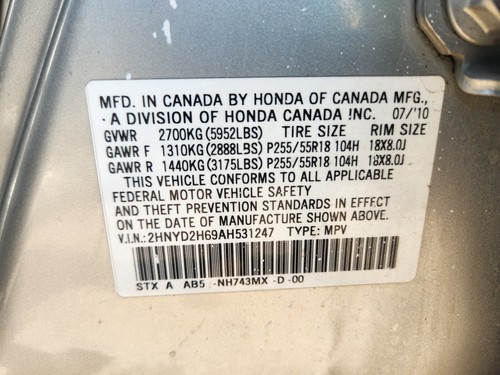 MFD. IN CANADA BY HONDA OF CANADA MFG.,
A DIVISION OF HONDA CANADA INC. 07/'10
GVWR 2700KG(5952LBS) TIRE SIZE RIM SIZE
GAWR F 1310KG(2888LBS)P255/55R18 104H 18X8.0J
GAWR R 1440KG(3175LBS)P255/55R18 104H 18X8.0J
THIS VEHICLE CONFORMS TO ALL APPLICABLE
FEDERAL MOTOR VEHICLE SAFETY
AND THEFT PREVENTION STANDARDS IN EFFECT
ON THE DATE OF MANUFACTURE SHOWN ABOVE.
V.I.N.:2HNYD2H69AH531247 TYPE: MPV
STX A AB5 -NH743MX -D -00